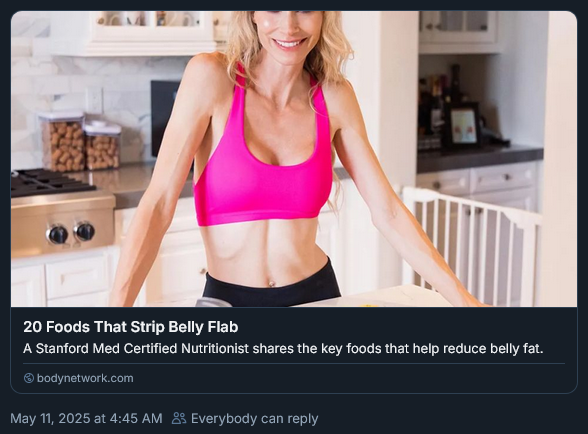 20 Foods That Strip Belly Flab
A Stanford Med Certified Nutritionist shares the key foods that help reduce belly fat.
bodynetwork.com
May 11, 2025 at 4:45 AM Everybody can reply